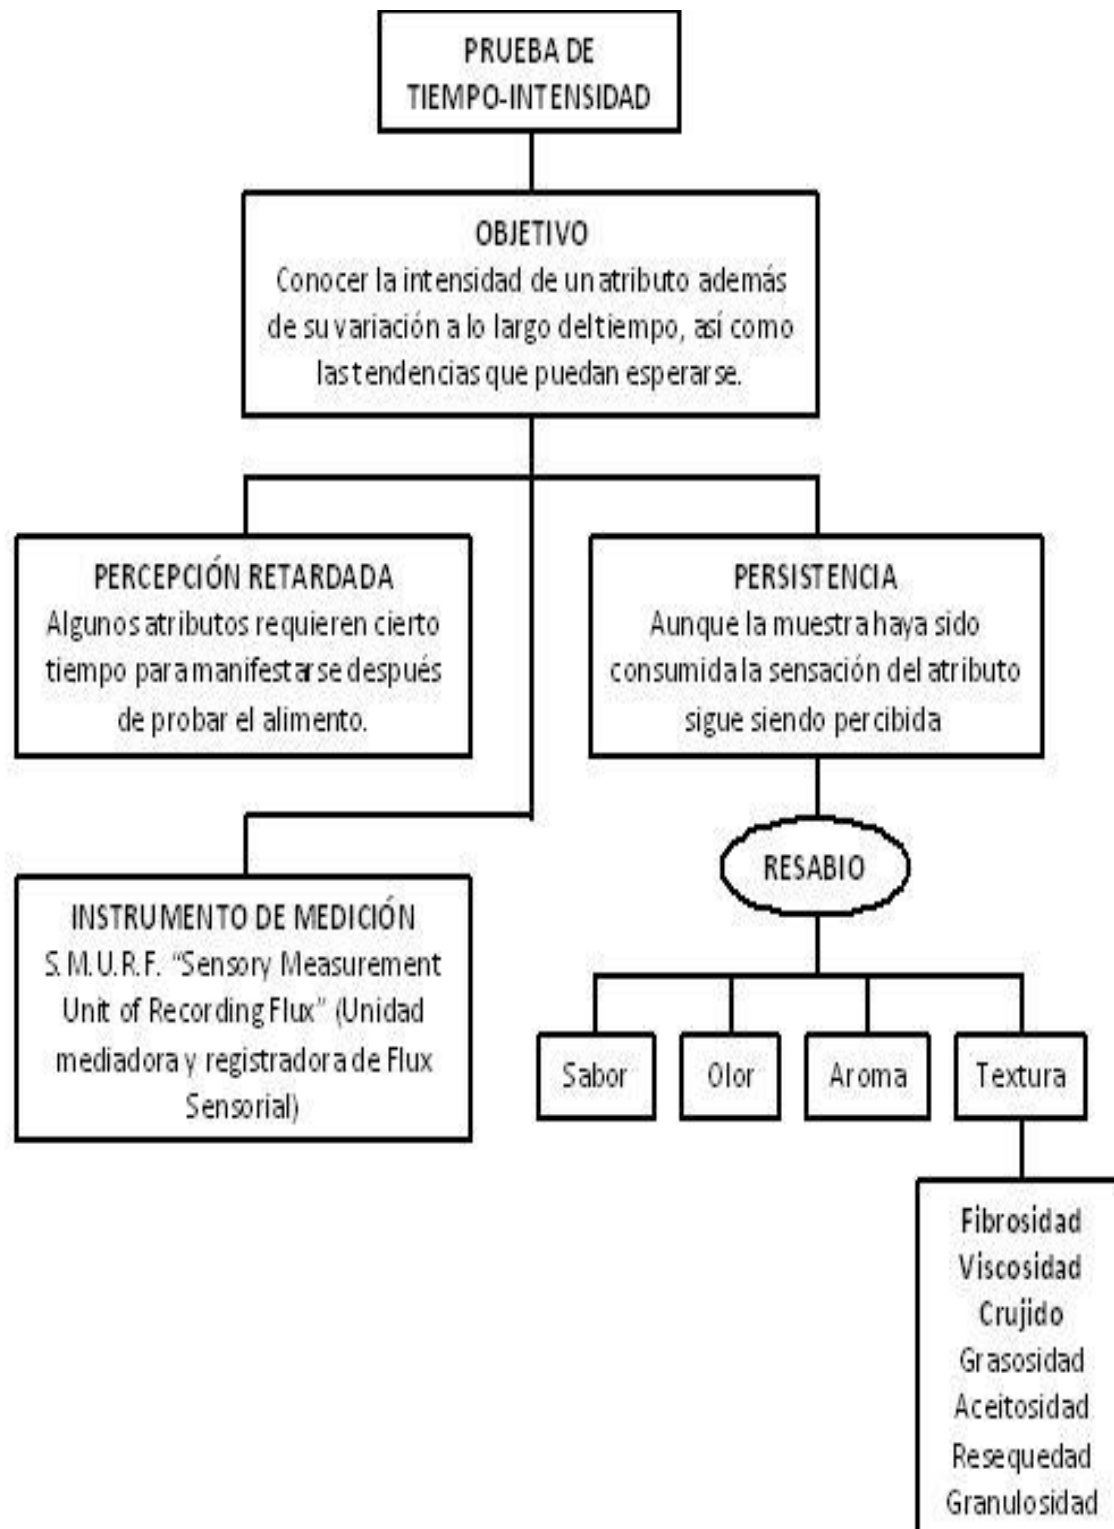 PRUEBA DE
TIEMPO-INTENSIDAD
OBJETIVO
Conocer la intensidad de un atributo además
de su variación a lo largo del tiempo, así como
las tendencias que puedan esperarse.
PERCEPCIÓN RETARDADA
Algunos atributos requieren cierto
tiempo para manifestarse después
de probar el alimento.
PERSISTENCIA
Aunque la muestra haya sido
consumida la sensación del atributo
sigue siendo percibida
INSTRUMENTO DE MEDICIÓN
S. M. U. R. F. “Sensory Measurement
Unit of Recording Flux” (Unidad
mediadora y registradora de Flux
Sensorial)
RESABIO
Sabor
Olor
Aroma
Textura
Fibrosidad
Viscosidad
Crujido
Grasosidad
Aceitosidad
Resequedad
Granulosidad